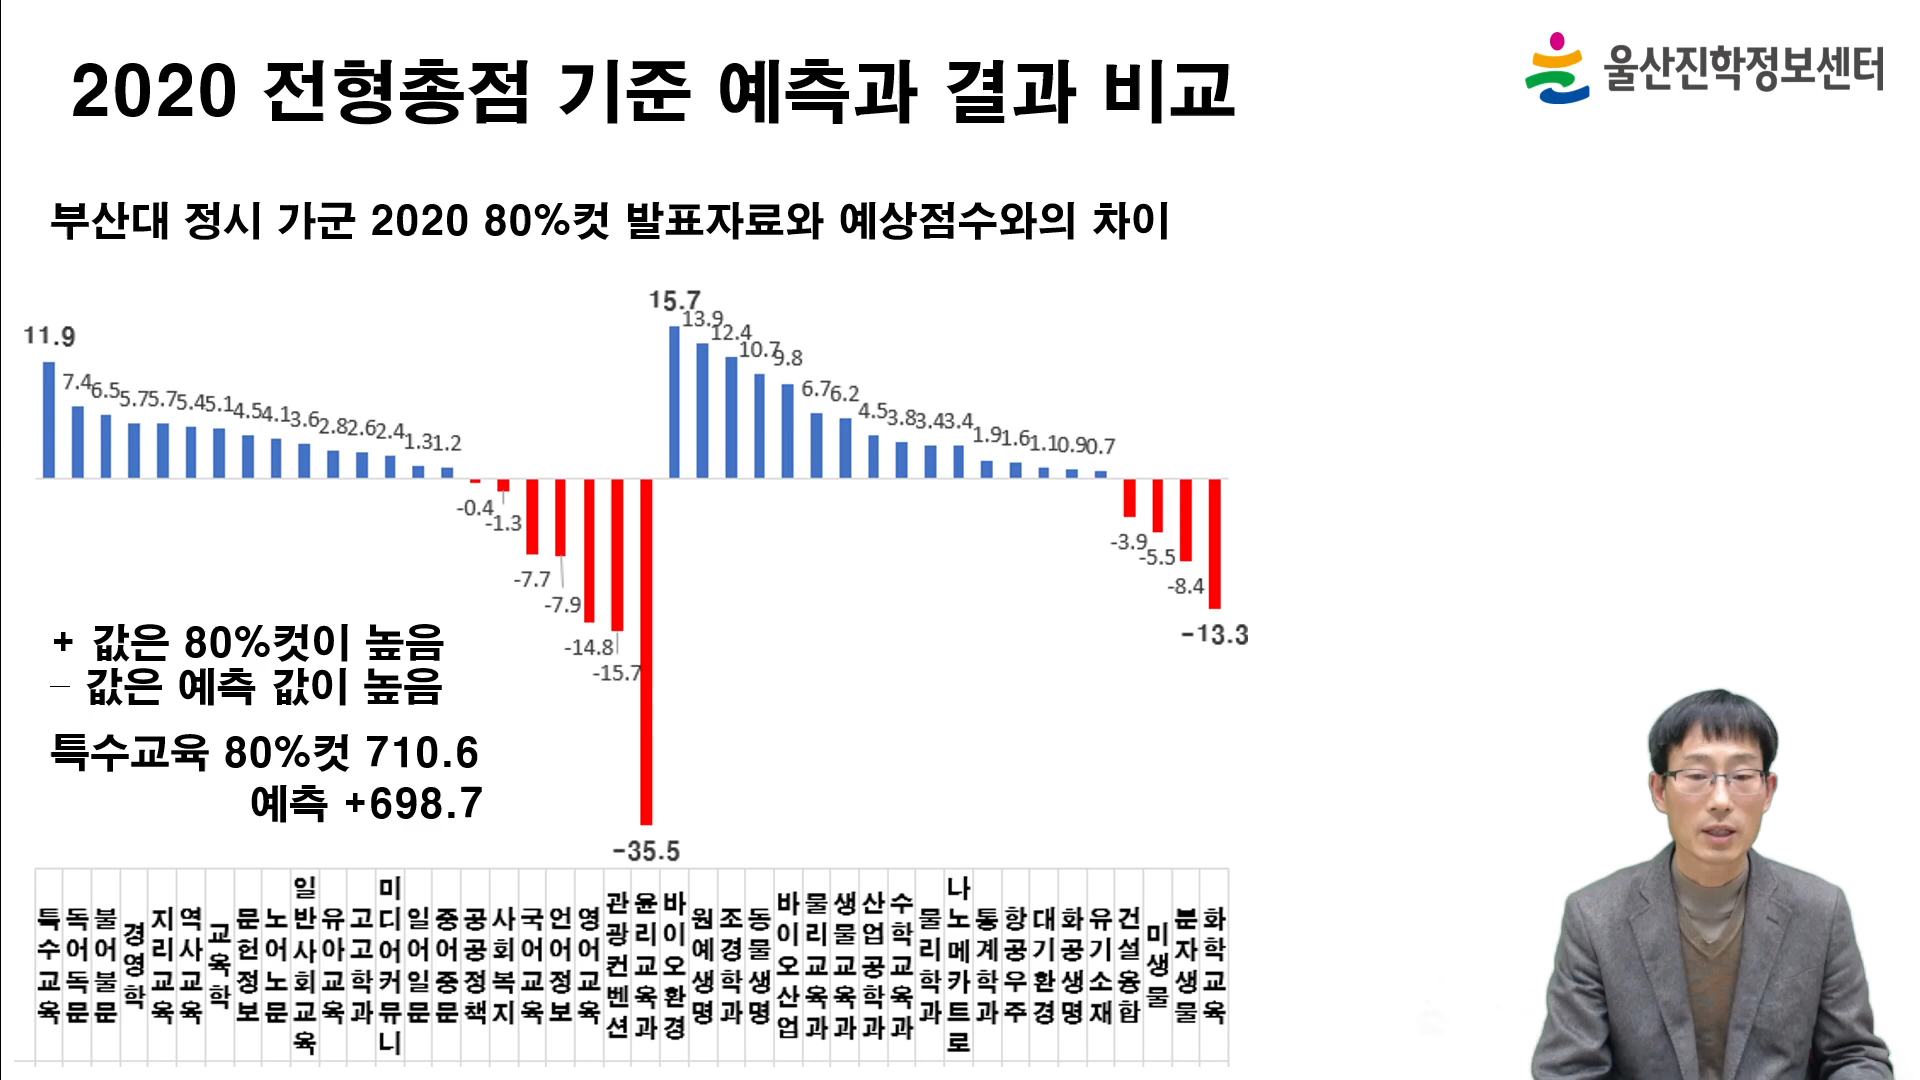 2020 전형총점 기준 예측과 결과 비교
울산진학정보센터
부산대 정시 가군 2020 80%컷 발표자료와 예상점수와의 차이
11.9 7.4 6.5 5.7 5.7 5.4 5.1 4.5 4.1 3.6 2.8 2.6 2.4 1.3 1.2 -0.4 -1.3 -7.7 -7.9 -14.8 -15.7 -35.5
15.7 13.9 12.4 10.7 9.8 6.7 6.2 4.5 3.8 3.4 3.4 1.9 1.6 1.1 0.9 0.7 -3.9 -5.5 -8.4 -13.3
+ 값은 80%컷이 높음
– 값은 예측 값이 높음
특수교육 80%컷 710.6
예측 +698.7
특수교육
독어독문
불어불문
경영학
지리교육
역사교육
교육학
문헌정보
노어노문
일반사회교육
유아교육
고고학과
미디어커뮤니
일어일문
중어중문
공공정책
사회복지
국어교육
언어정보
영어교육
관광컨벤션
윤리교육과
바이오환경
원예생명
조경학과
동물생명
바이오산업
물리교육과
생물교육과
산업공학과
수학교육과
물리학과
나노메카트로
통계학과
항공우주
대기환경
화공생명
유기소재
건설융합
미생물
분자생물
화학교육